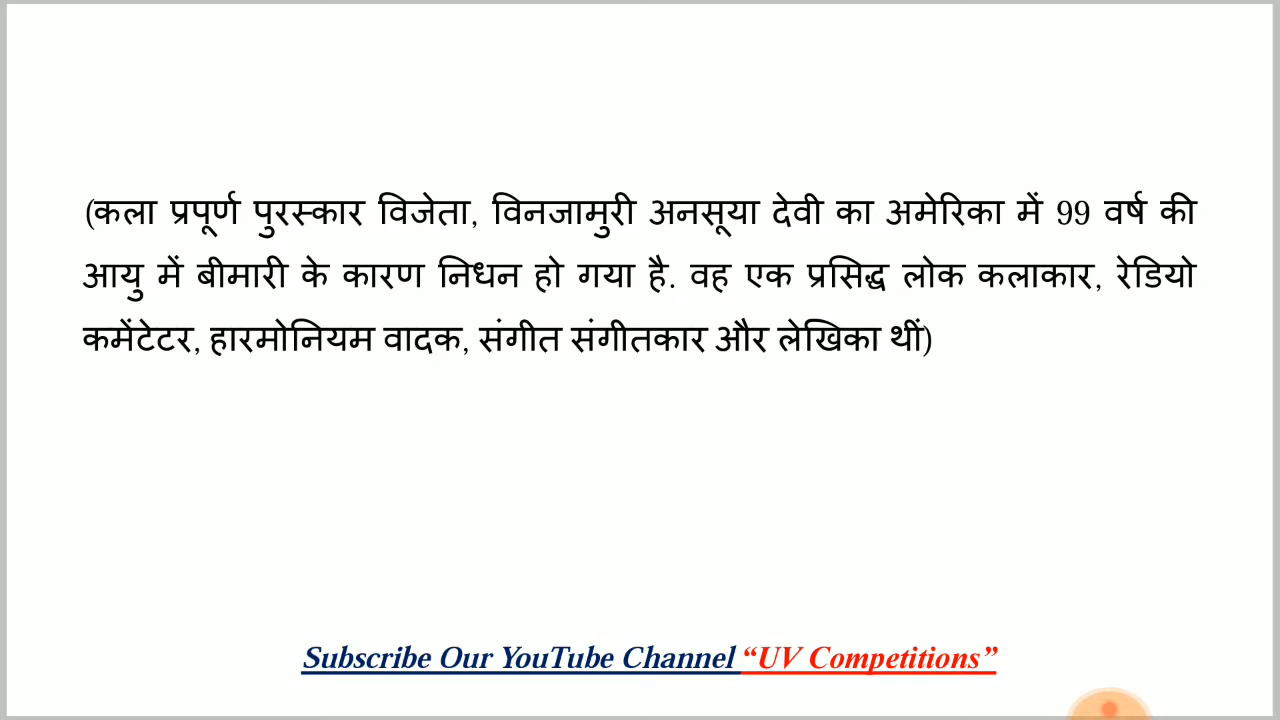 (कला प्रपूर्ण पुरस्कार विजेता, विनजामुरी अनसूया देवी का अमेरिका में 99 वर्ष की
आयु में बीमारी के कारण निधन हो गया है. वह एक प्रसिद्ध लोक कलाकार, रेडियो
कमेंटेटर, हारमोनियम वादक, संगीत संगीतकार और लेखिका थीं)
Subscribe Our YouTube Channel “UV Competitions”